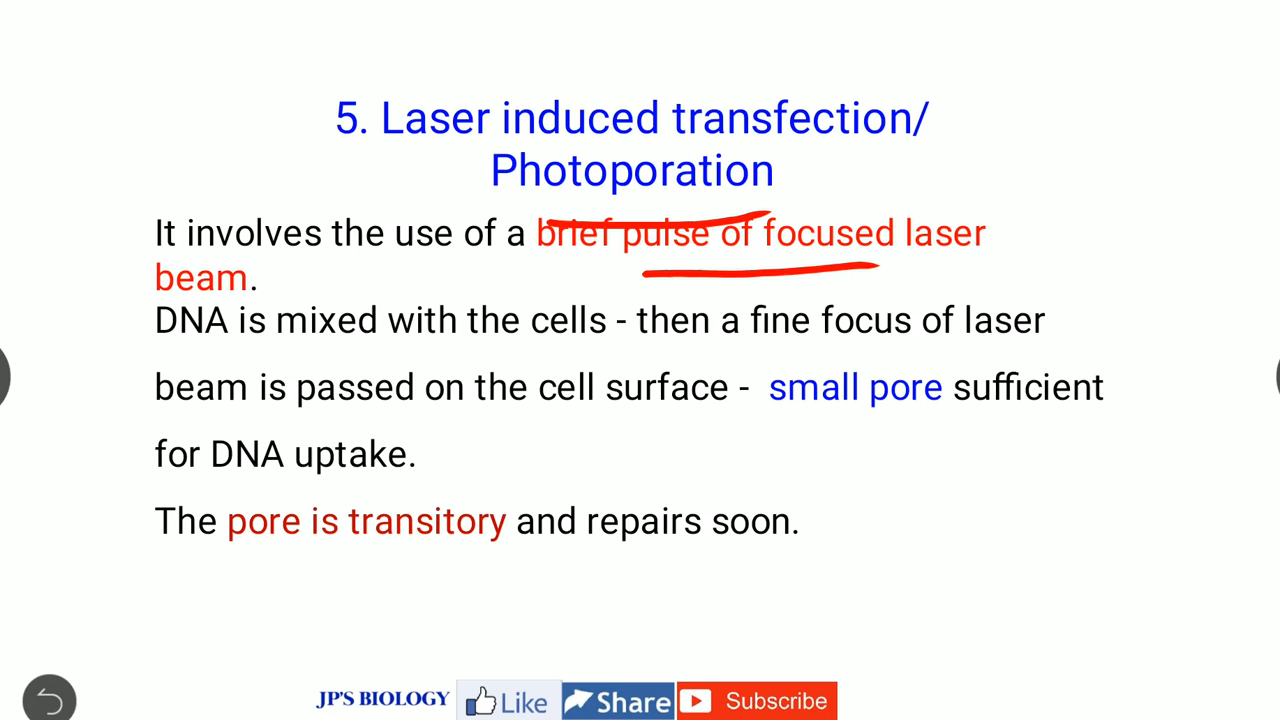 5. Laser induced transfection/
Photoporation
It involves the use of a brief pulse of focused laser
beam.
DNA is mixed with the cells - then a fine focus of laser
beam is passed on the cell surface - small pore sufficient
for DNA uptake.
The pore is transitory and repairs soon.
JP'S BIOLOGY Like Share Subscribe